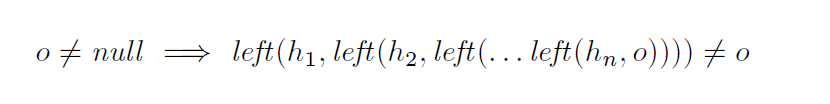 o ≠ null ⟹ left(h₁, left(h₂, left(… left(hₙ, o)))) ≠ o